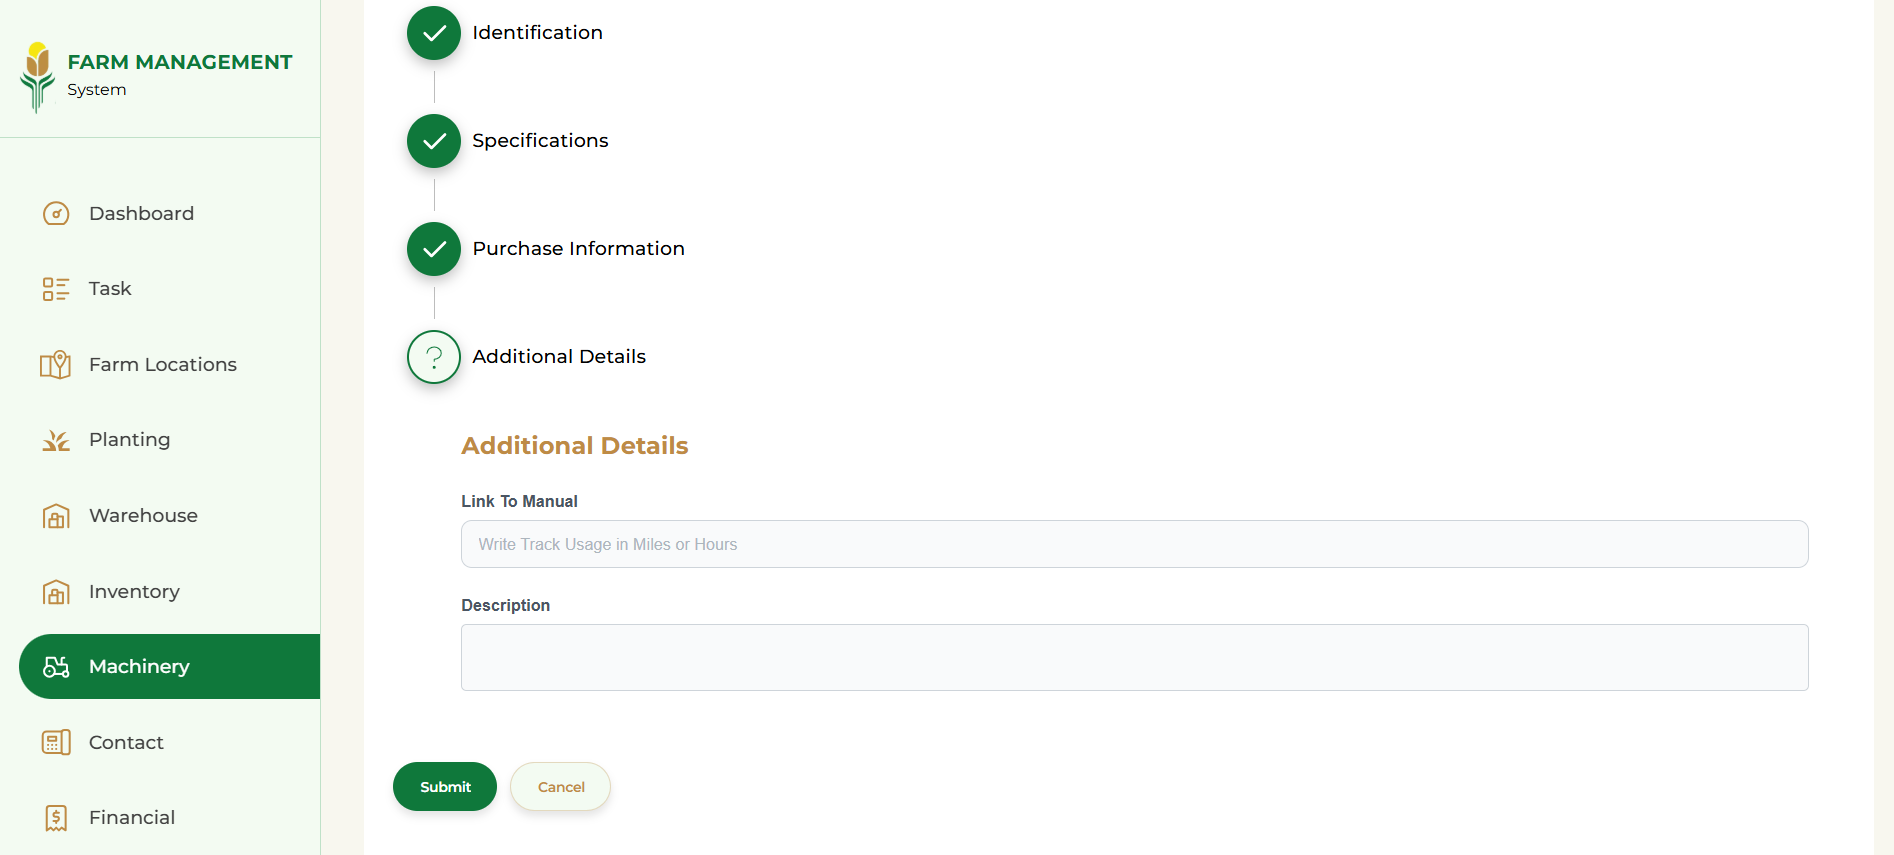 FARM MANAGEMENT
System
Dashboard
Task
Farm Locations
Planting
Warehouse
Inventory
Machinery
Contact
Financial
Identification
Specifications
Purchase Information
?
Additional Details
Additional Details
Link To Manual
Write Track Usage in Miles or Hours
Description
Submit
Cancel